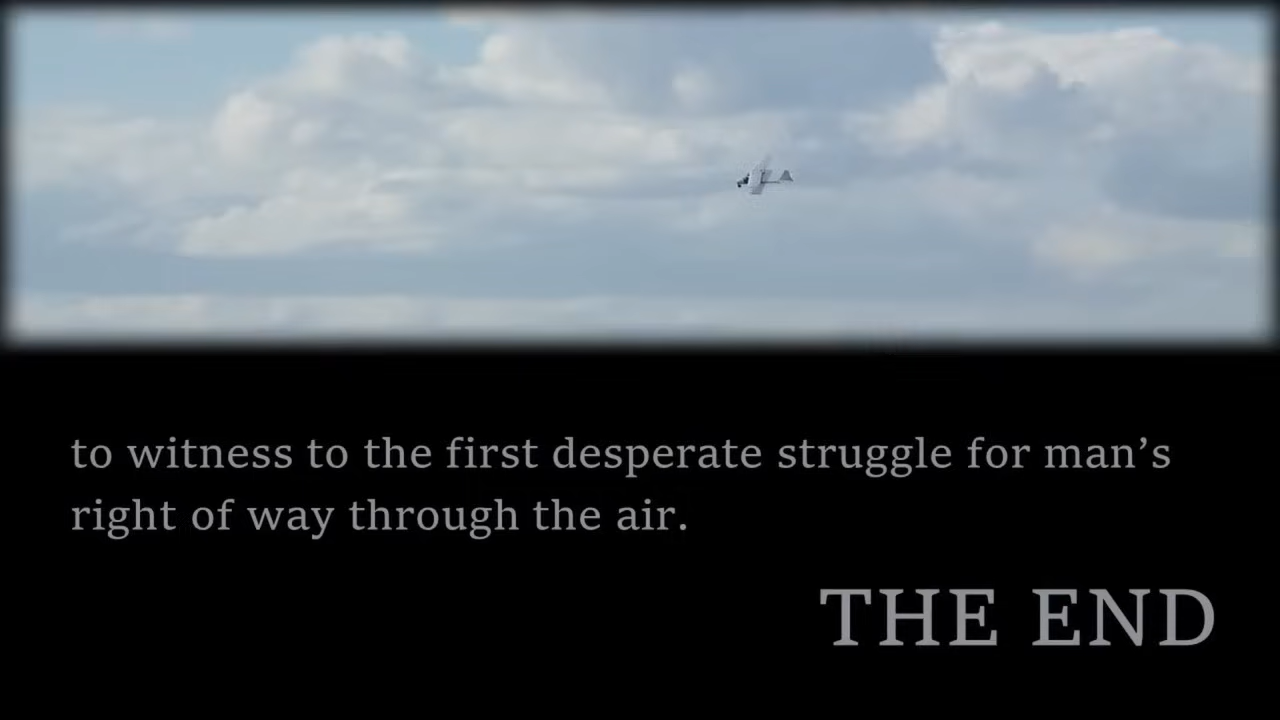 to witness to the first desperate struggle for man’s
right of way through the air.
THE END